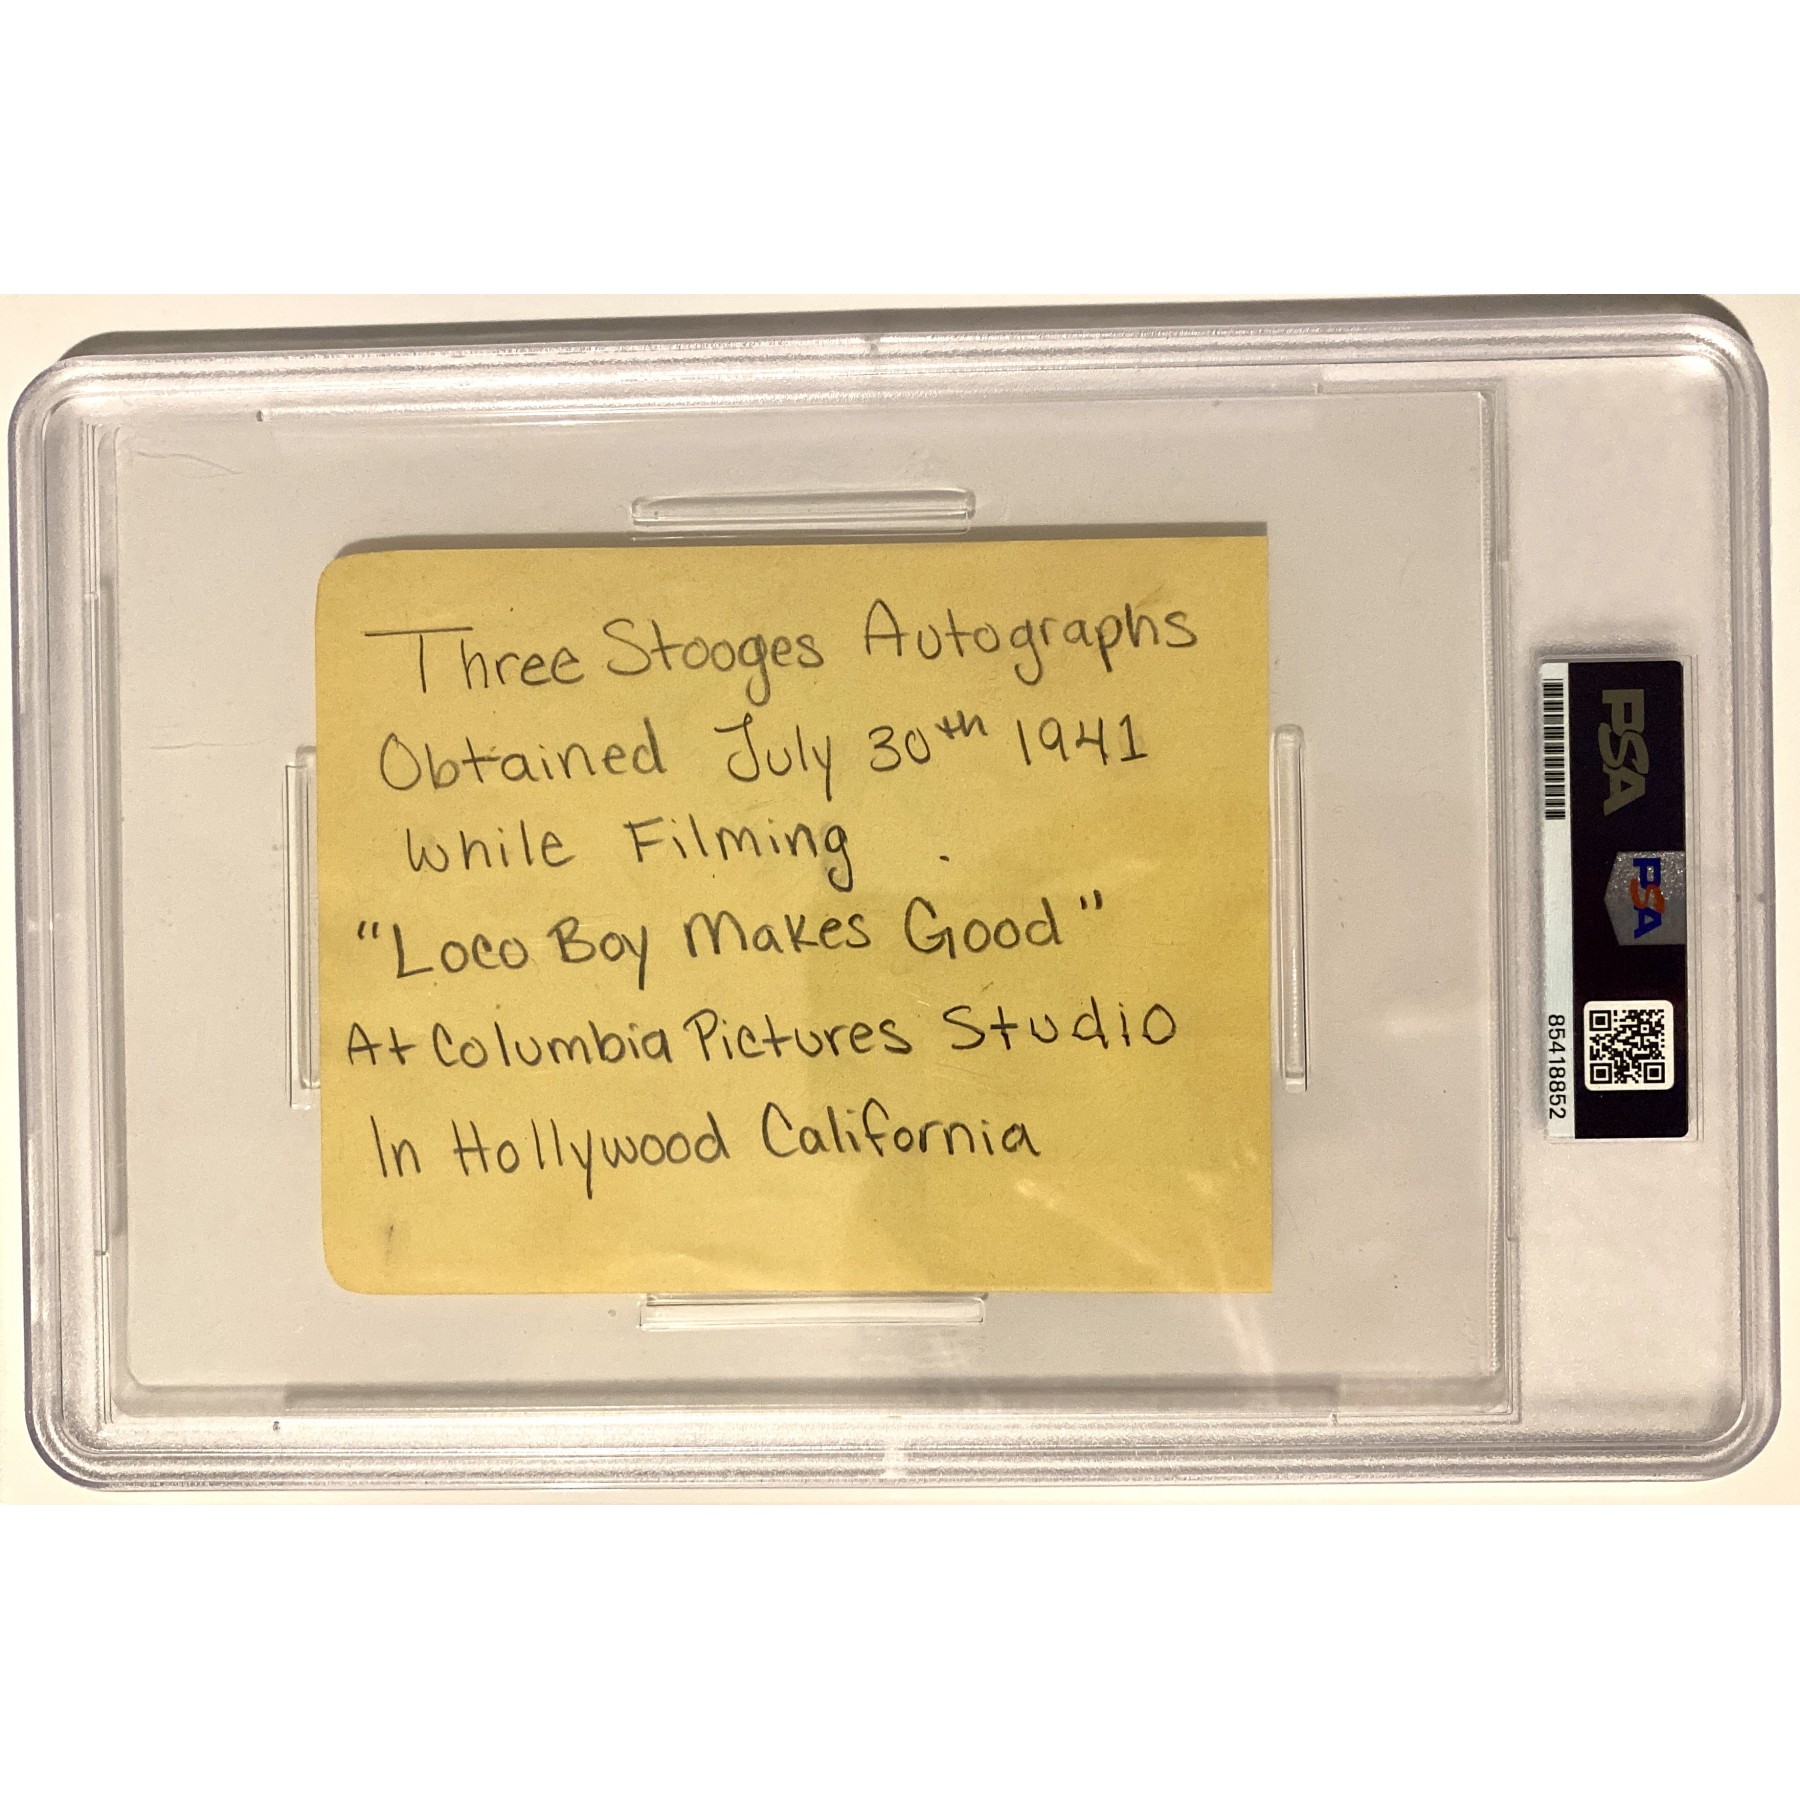 Three Stooges Autographs
Obtained July 30th 1941
While Filming
"Loco Boy Makes Good"
At Columbia Pictures Studio
In Hollywood California
PSA
PSA
85418852